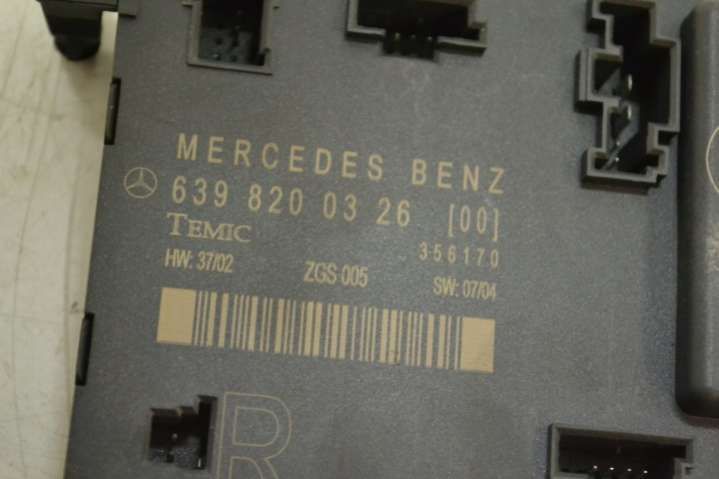 MERCEDES BENZ
639 820 03 26 [00]
TEMIC
356170
HW: 37/02 ZGS 005 SW: 07/04
R